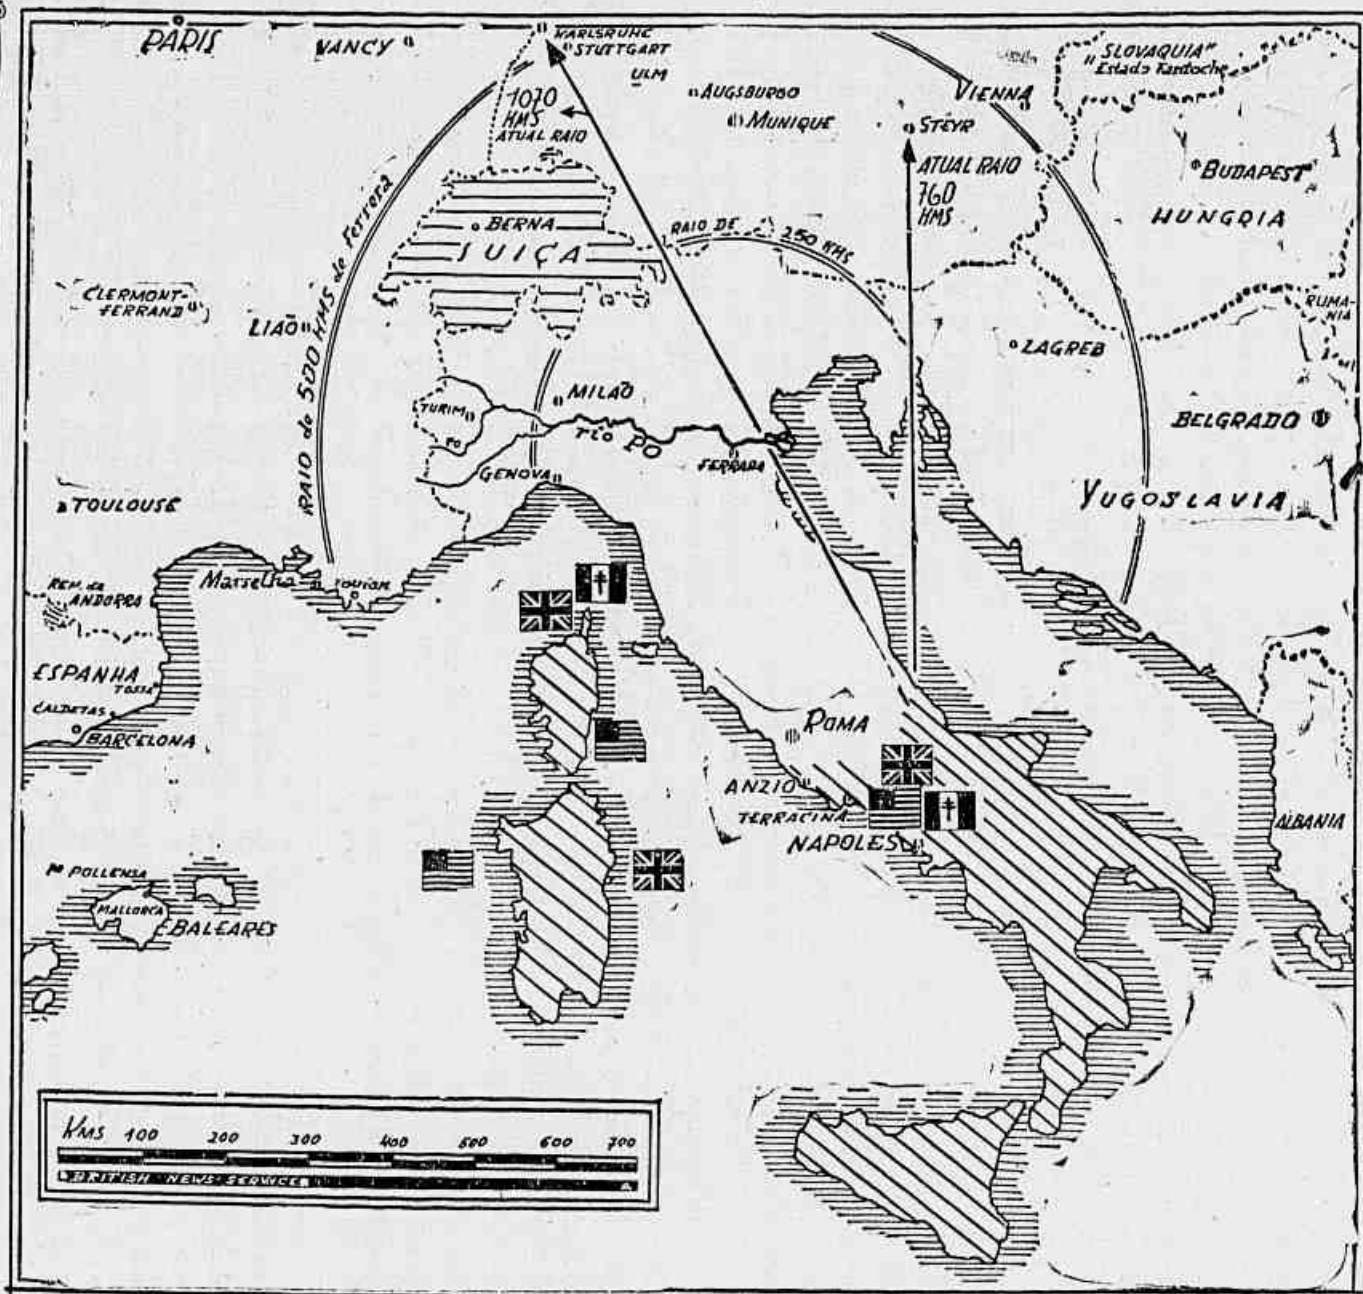 PARIS
NANCY
KARLSRUHE
STUTTGART
ULM
AUGSBURGO
MUNIQUE
VIENNA
SLOVAQUIA"
"Estado Fantoche
1070
KMS
ATUAL RAIO
STEYR
ATUAL RAIO
760
KMS
BUDAPEST
HUNGRIA
BERNA
SUIÇA
RAIO DE 250 KMS
CLERMONT-
FERRAND
LIÃO
RAIO de 500 KMS de Ferrara
RUMA-
NIA
ZAGREB
MILÃO
TURIM
PO
rio Po
GENOVA
FERRARA
BELGRADO
YUGOSLAVIA
TOULOUSE
REP. da
ANDORRA
Marselha
TOULON
ESPANHA
TOSSA
CALDETAS
BARCELONA
ROMA
ANZIO
TERRACINA
NAPOLES
ALBANIA
POLLENSA
MALLORCA
BALEARES
KMS 100 200 300 400 500 600 700
BRITISH NEWS SERVICE